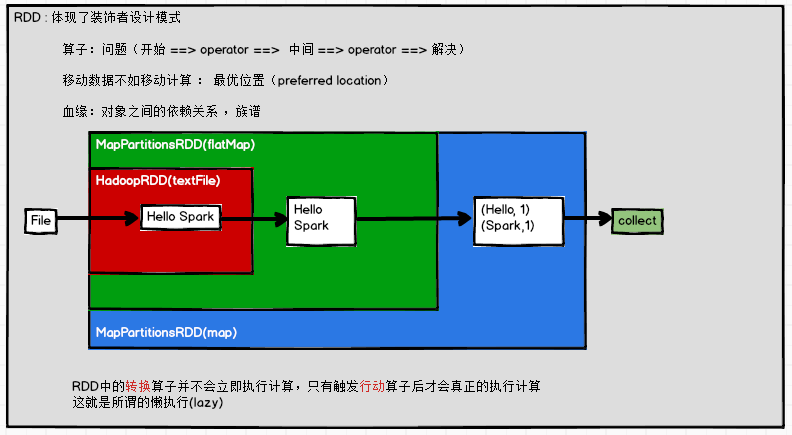 RDD : 体现了装饰者设计模式
算子：问题（开始 ==> operator ==> 中间 ==> operator ==> 解决）
移动数据不如移动计算 ： 最优位置（preferred location）
血缘：对象之间的依赖关系 ，族谱
MapPartitionsRDD(flatMap)
HadoopRDD(textFile)
File
Hello Spark
Hello
Spark
(Hello, 1)
(Spark,1)
collect
MapPartitionsRDD(map)
RDD中的转换算子并不会立即执行计算，只有触发行动算子后才会真正的执行计算
这就是所谓的懒执行(lazy)